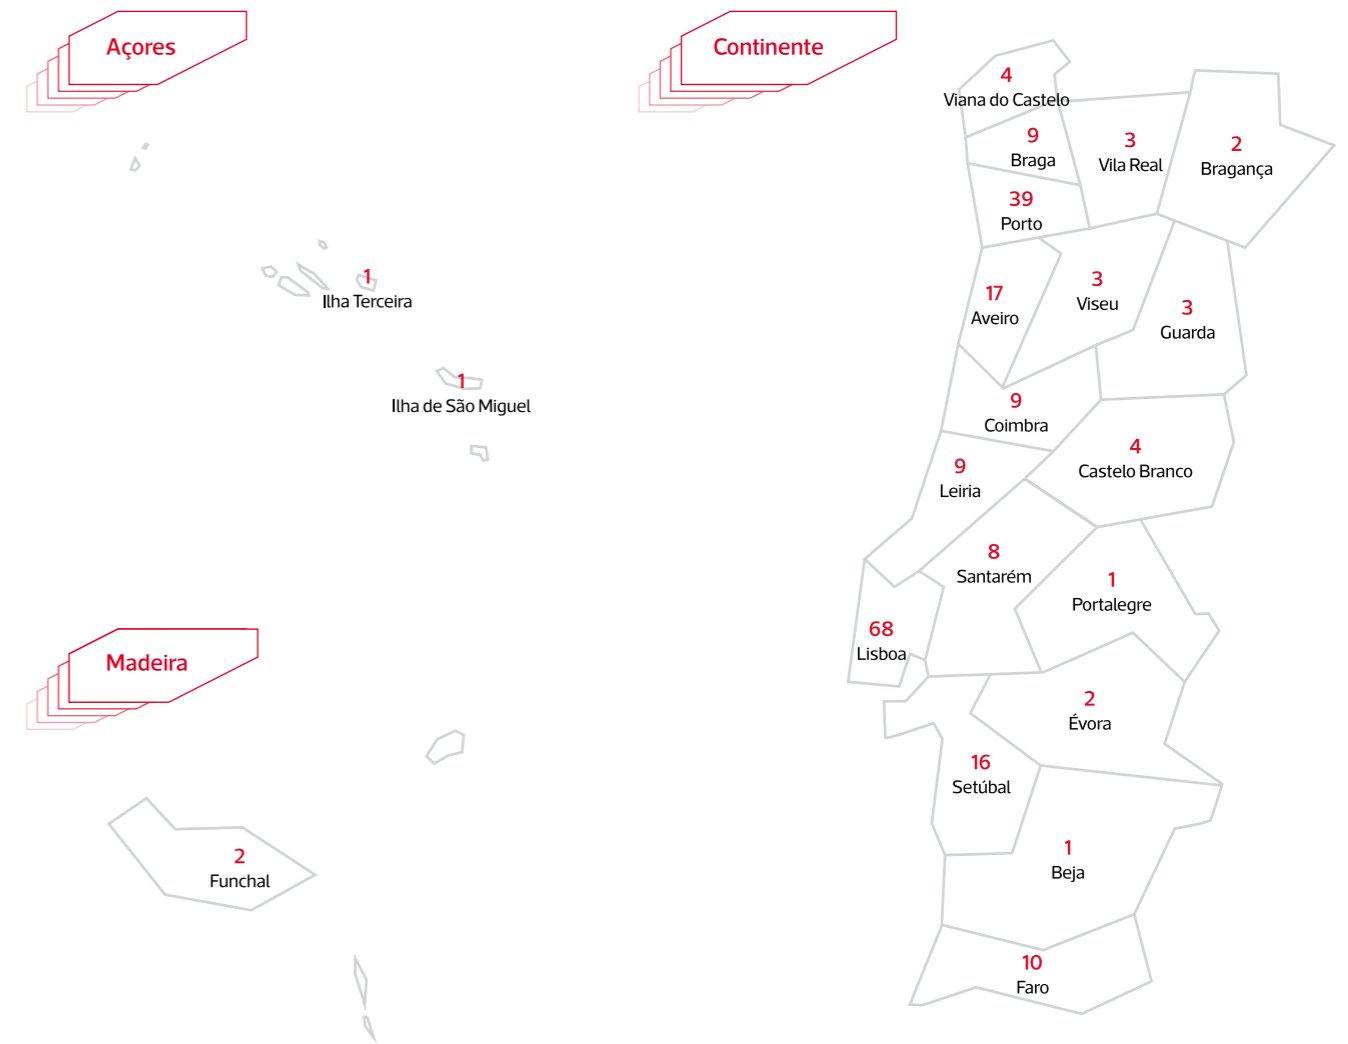 Açores
1
Ilha Terceira
1
Ilha de São Miguel
Madeira
2
Funchal
Continente
4
Viana do Castelo
9
Braga
3
Vila Real
2
Bragança
39
Porto
17
Aveiro
3
Viseu
3
Guarda
9
Coimbra
4
Castelo Branco
9
Leiria
8
Santarém
1
Portalegre
68
Lisboa
2
Évora
16
Setúbal
1
Beja
10
Faro